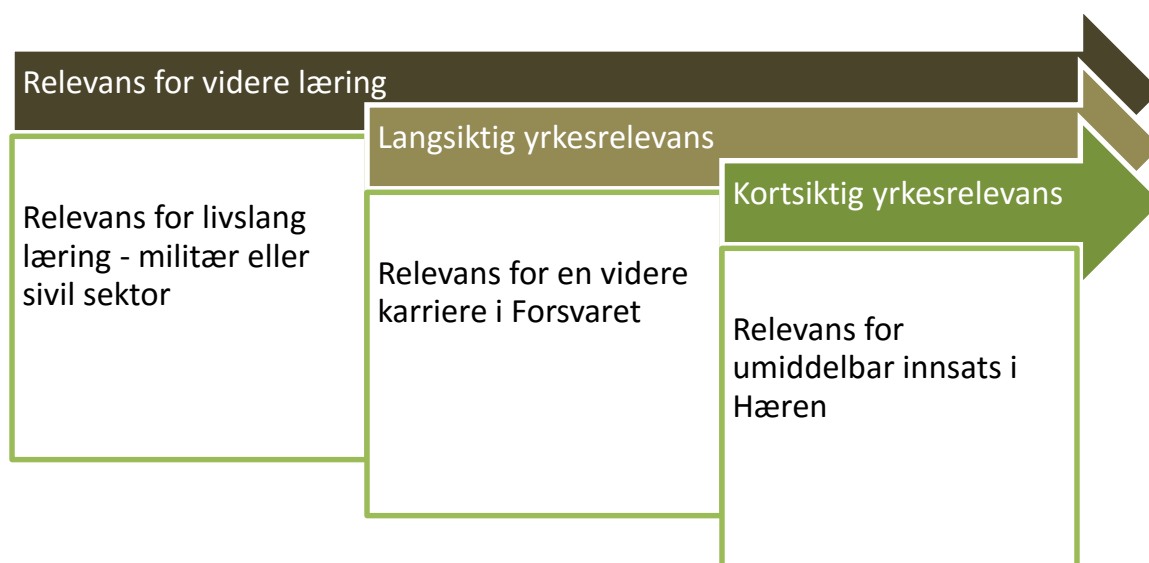 Relevans for videre læring
Langsiktig yrkesrelevans
Kortsiktig yrkesrelevans
Relevans for livslang
læring - militær eller
sivil sektor
Relevans for en videre
karriere i Forsvaret
Relevans for
umiddelbar innsats i
Hæren